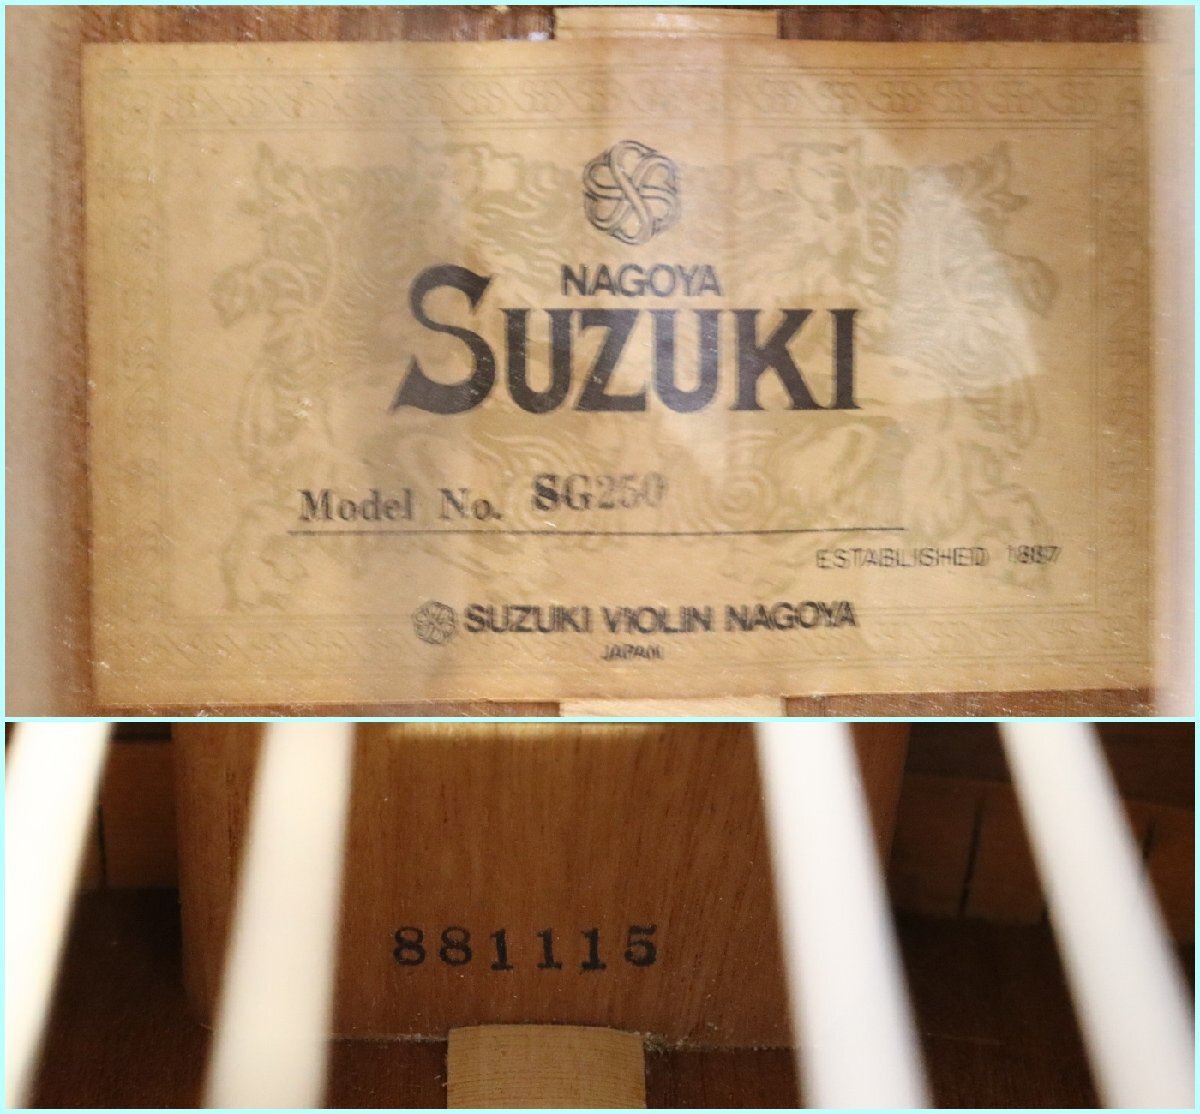 NAGOYA
SUZUKI
Model No. SG250
ESTABLISHED 1887
SUZUKI VIOLIN NAGOYA
JAPAN
881115